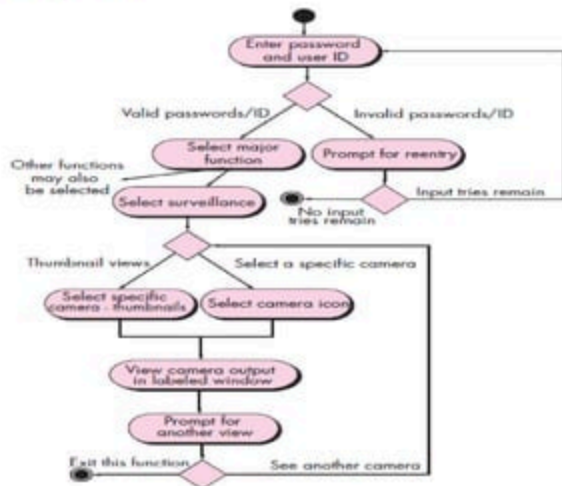 Enter password
and user ID
Valid passwords/ID
Invalid passwords/ID
Select major
function
Prompt for reentry
Other functions
may also
be selected
Input tries remain
No input
tries remain
Select surveillance
Thumbnail views
Select a specific camera
Select specific
camera - thumbnails
Select camera icon
View camera output
in labeled window
Prompt for
another view
Exit this function
See another camera